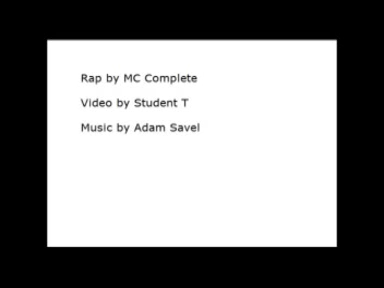 Rap by MC Complete
Video by Student T
Music by Adam Savel